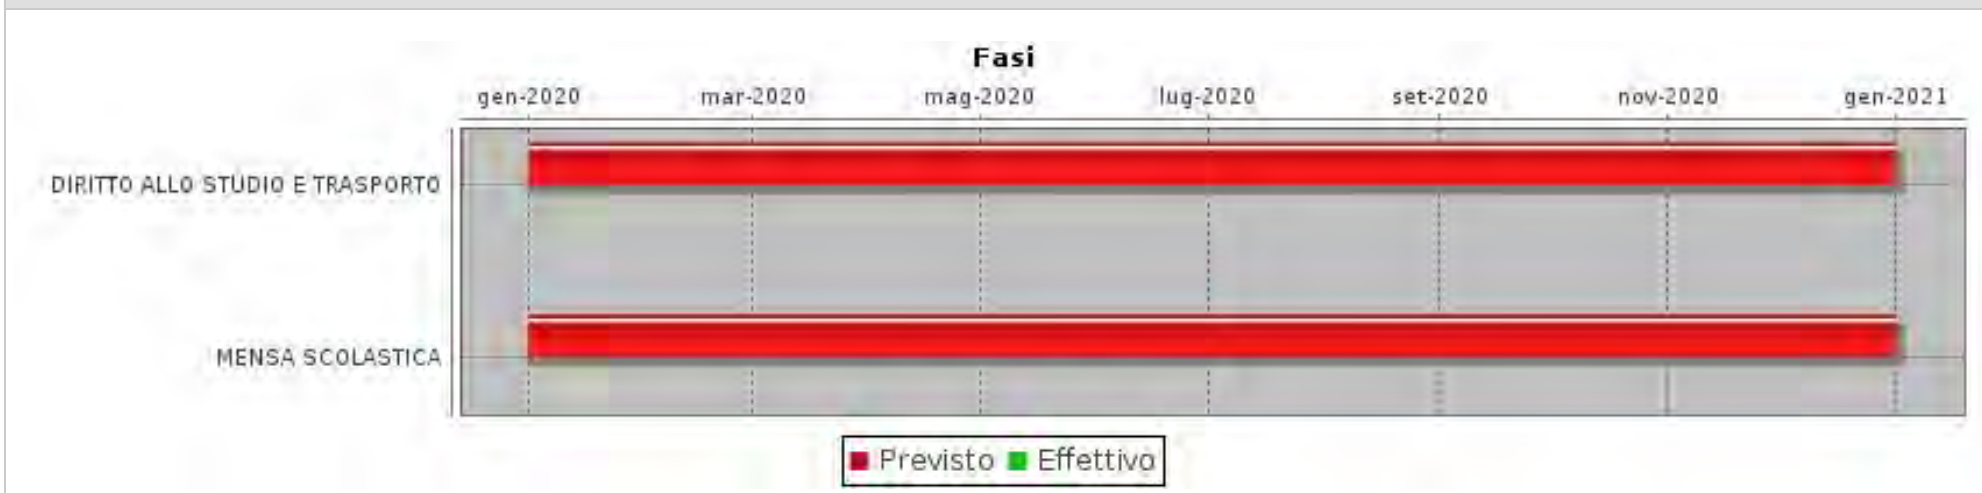 Fasi
gen-2020 mar-2020 mag-2020 lug-2020 set-2020 nov-2020 gen-2021
DIRITTO ALLO STUDIO E TRASPORTO
MENSA SCOLASTICA
Previsto Effettivo